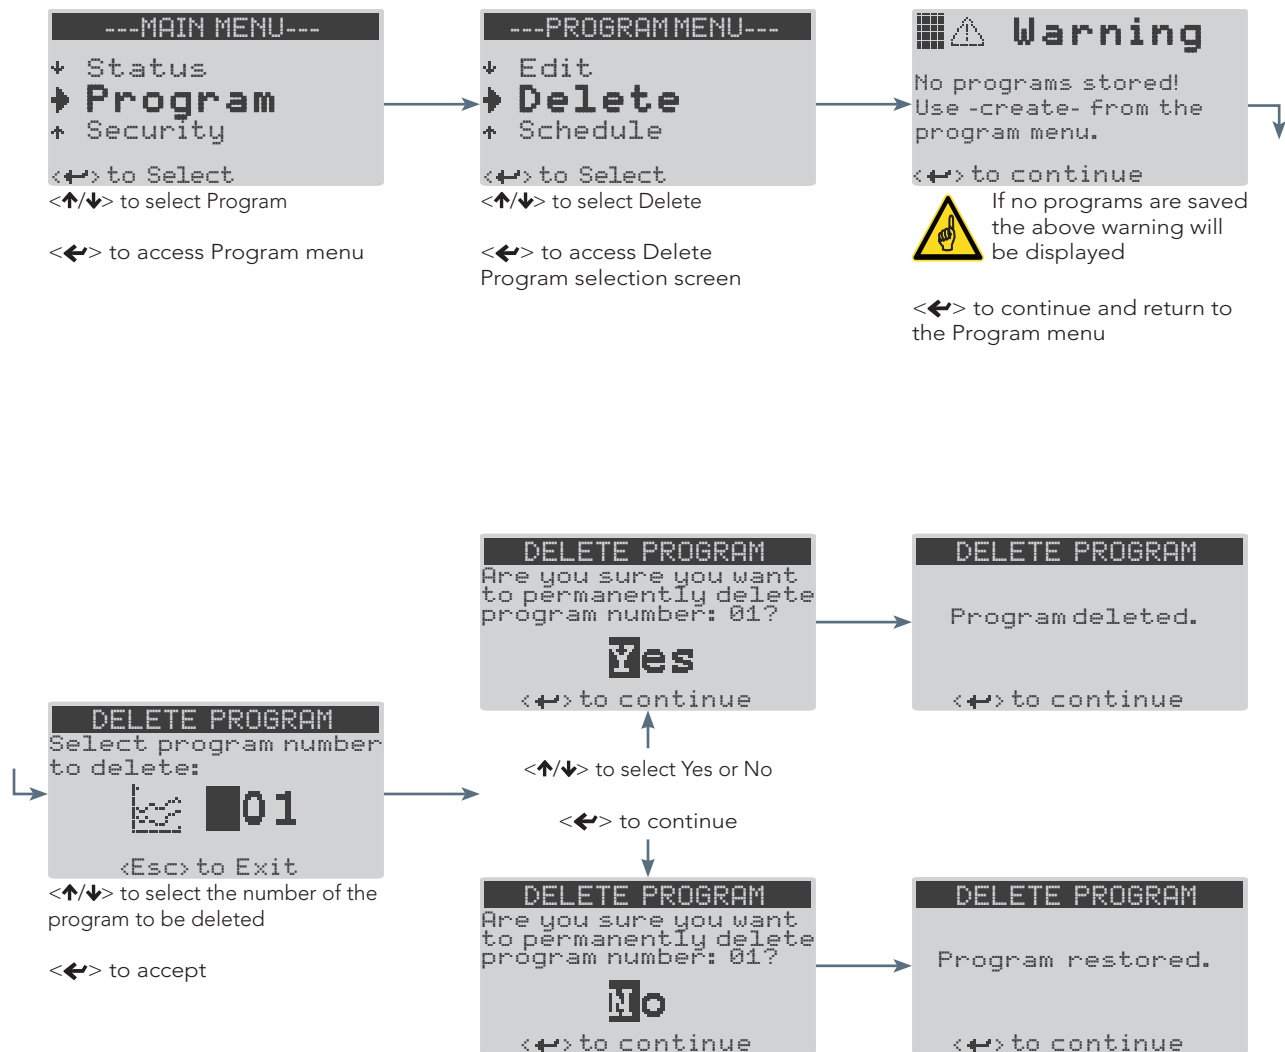 ---MAIN MENU---
↓ Status
→ Program
↑ Security
<↵> to Select
<↑/↓> to select Program
<↵> to access Program menu
---PROGRAM MENU---
↓ Edit
→ Delete
↑ Schedule
<↵> to Select
<↑/↓> to select Delete
<↵> to access Delete
Program selection screen
Warning
No programs stored!
Use -create- from the
program menu.
<↵> to continue
If no programs are saved
the above warning will
be displayed
<↵> to continue and return to
the Program menu
DELETE PROGRAM
Select program number
to delete:
01
<Esc> to Exit
<↑/↓> to select the number of the
program to be deleted
<↵> to accept
DELETE PROGRAM
Are you sure you want
to permanently delete
program number: 01?
Yes
<↵> to continue
<↑/↓> to select Yes or No
<↵> to continue
DELETE PROGRAM
Are you sure you want
to permanently delete
program number: 01?
No
<↵> to continue
DELETE PROGRAM
Program deleted.
<↵> to continue
DELETE PROGRAM
Program restored.
<↵> to continue